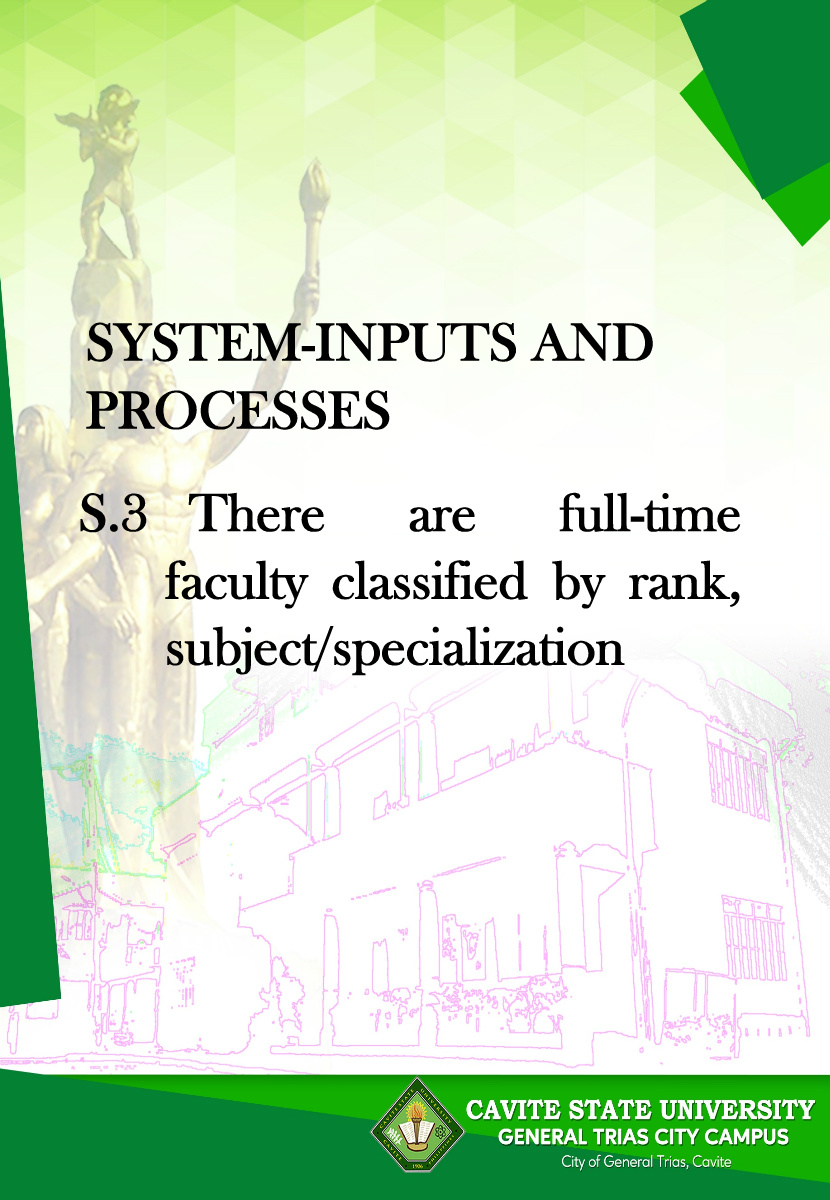 SYSTEM-INPUTS AND
PROCESSES
S.3 There are full-time
faculty classified by rank,
subject/specialization
CAVITE STATE UNIVERSITY
GENERAL TRIAS CITY CAMPUS
City of General Trias, Cavite
1906